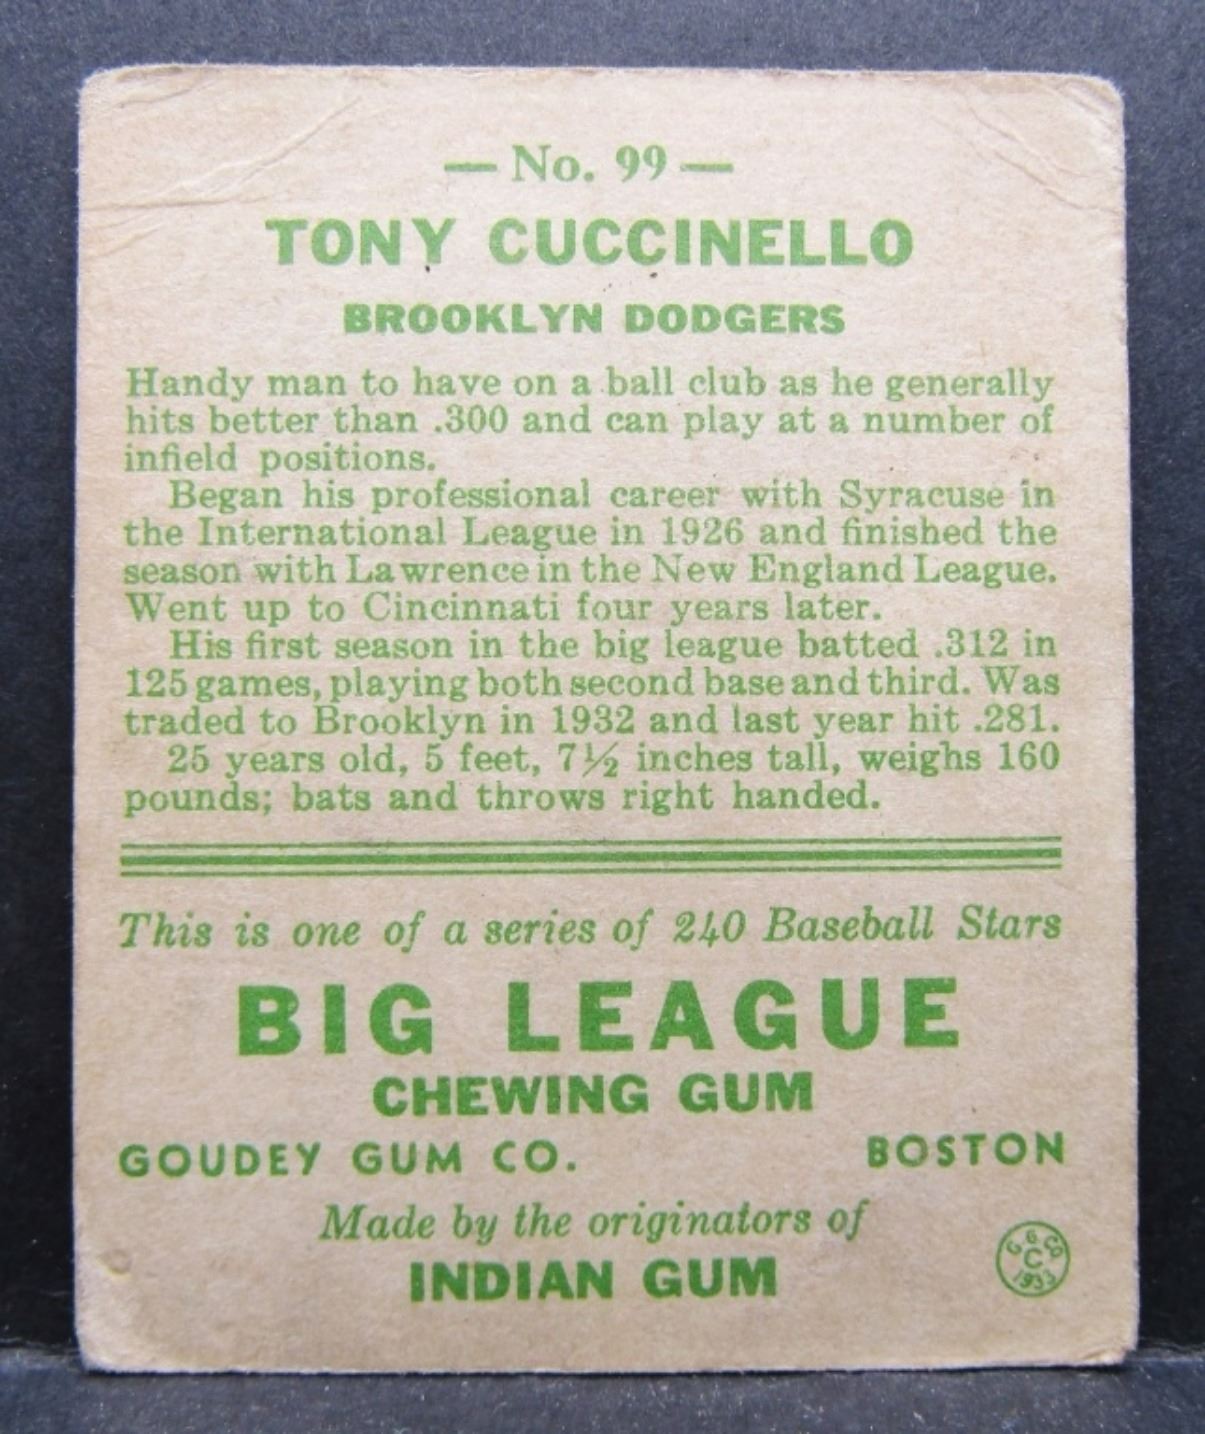 — No. 99 —
TONY CUCCINELLO
BROOKLYN DODGERS
Handy man to have on a ball club as he generally
hits better than .300 and can play at a number of
infield positions.
Began his professional career with Syracuse in
the International League in 1926 and finished the
season with Lawrence in the New England League.
Went up to Cincinnati four years later.
His first season in the big league batted .312 in
125 games, playing both second base and third. Was
traded to Brooklyn in 1932 and last year hit .281.
25 years old, 5 feet, 7½ inches tall, weighs 160
pounds; bats and throws right handed.
This is one of a series of 240 Baseball Stars
BIG LEAGUE
CHEWING GUM
GOUDEY GUM CO. BOSTON
Made by the originators of
INDIAN GUM
G. G. CO.
C
1933